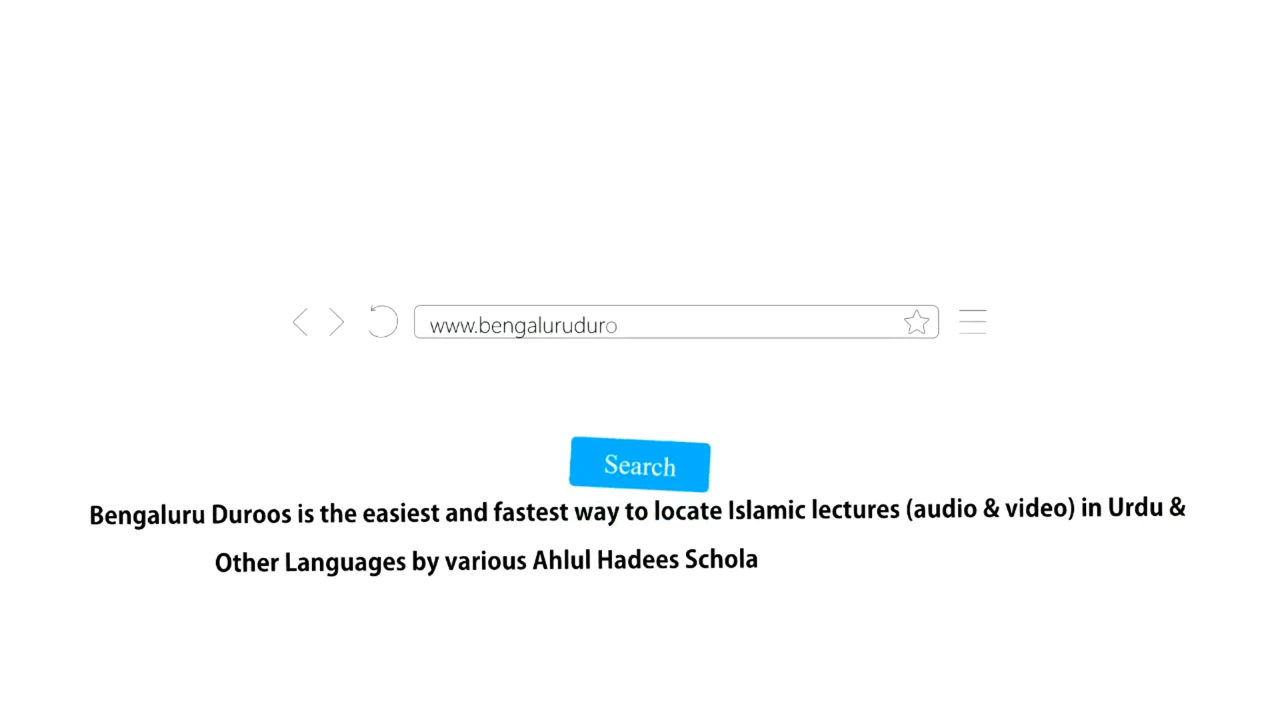 www.bengaluruduro
Search
Bengaluru Duroos is the easiest and fastest way to locate Islamic lectures (audio & video) in Urdu &
Other Languages by various Ahlul Hadees Schola